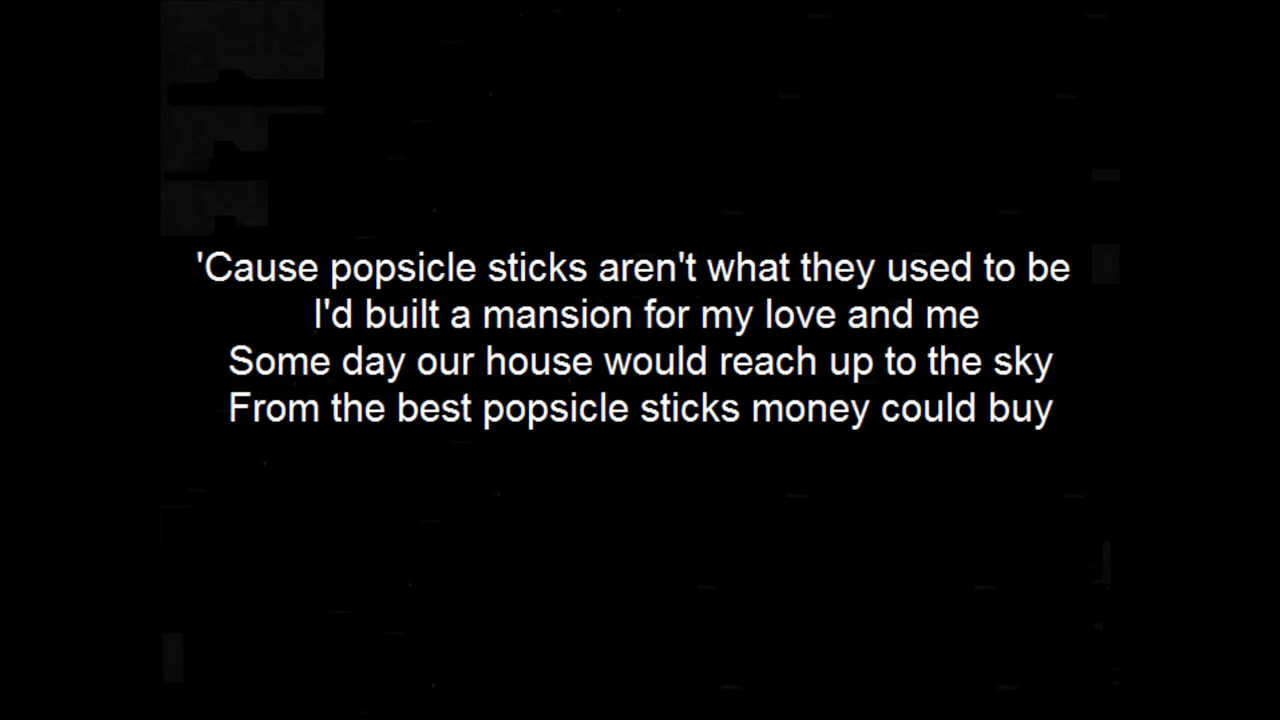 'Cause popsicle sticks aren't what they used to be
I'd built a mansion for my love and me
Some day our house would reach up to the sky
From the best popsicle sticks money could buy